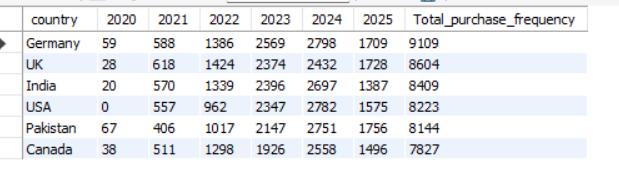 country 2020 2021 2022 2023 2024 2025 Total_purchase_frequency
Germany 59 588 1386 2569 2798 1709 9109
UK 28 618 1424 2374 2432 1728 8604
India 20 570 1339 2396 2697 1387 8409
USA 0 557 962 2347 2782 1575 8223
Pakistan 67 406 1017 2147 2751 1756 8144
Canada 38 511 1298 1926 2558 1496 7827